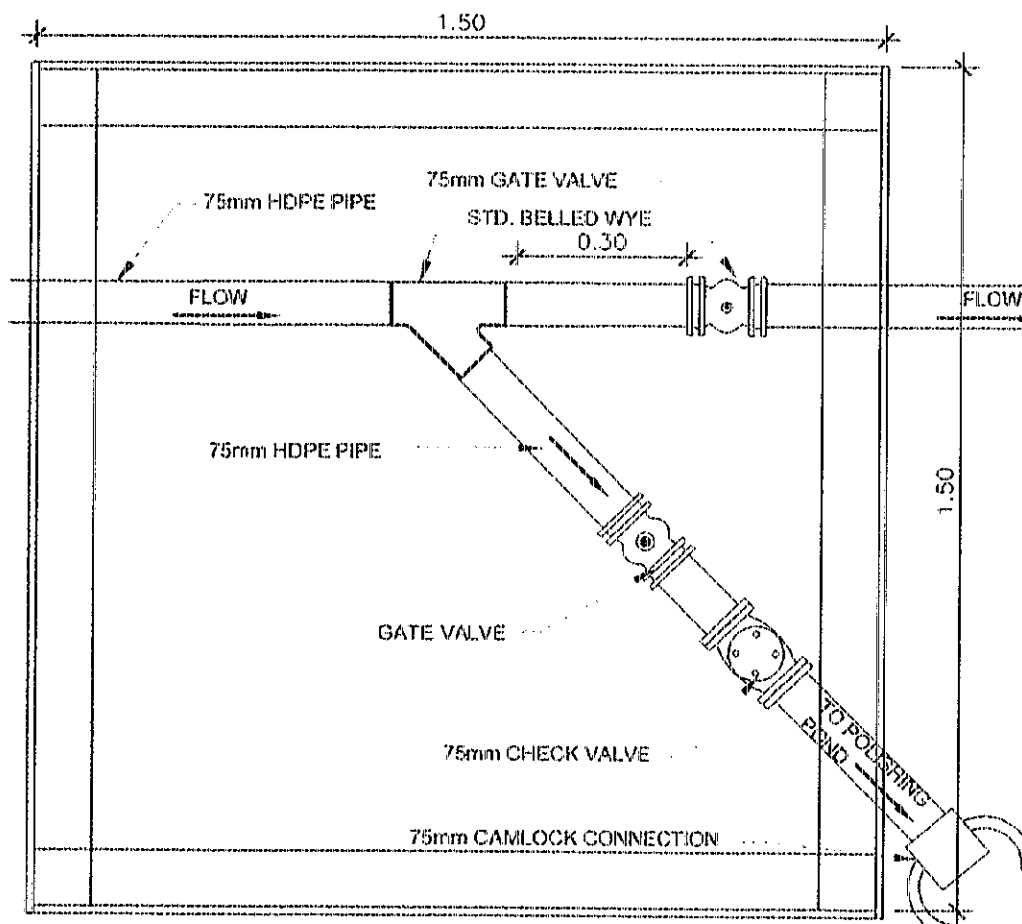 1.50
75mm GATE VALVE
75mm HDPE PIPE
STD. BELLED WYE
0.30
FLOW
FLOW
75mm HDPE PIPE
1.50
GATE VALVE
TO POLISHING
POND
75mm CHECK VALVE
75mm CAMLOCK CONNECTION